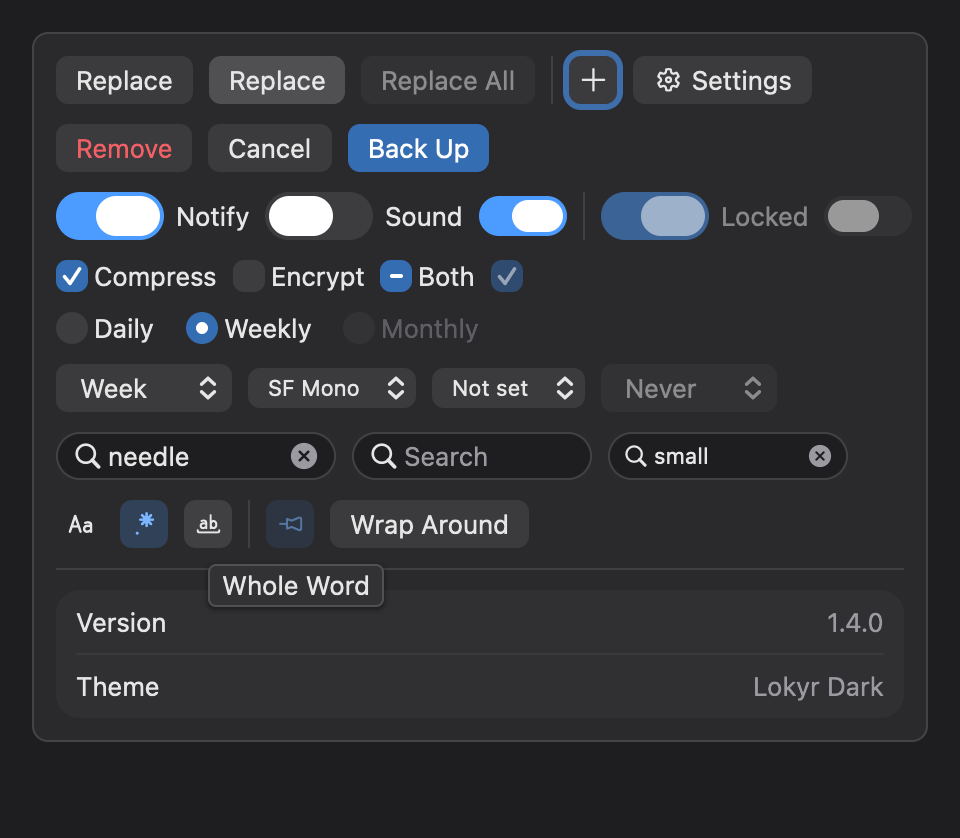 Replace Replace Replace All Settings
Remove Cancel Back Up
Notify Sound Locked
Compress Encrypt Both
Daily Weekly Monthly
Week SF Mono Not set Never
needle Search small
Aa .* ab Wrap Around
Whole Word
Version 1.4.0
Theme Lokyr Dark